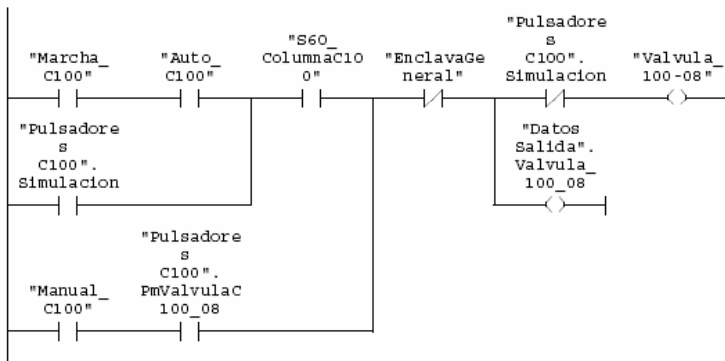 "Marcha_
C100"
"Auto_
C100"
"S60_
ColumnaC10
0"
"EnclavaGe
neral"
"Pulsadore
s
C100".
Simulacion
"Valvula_
100-08"
"Pulsadore
s
C100".
Simulacion
"Datos
Salida".
Valvula_
100_08
"Manual_
C100"
"Pulsadore
s
C100".
PmValvulaC
100_08